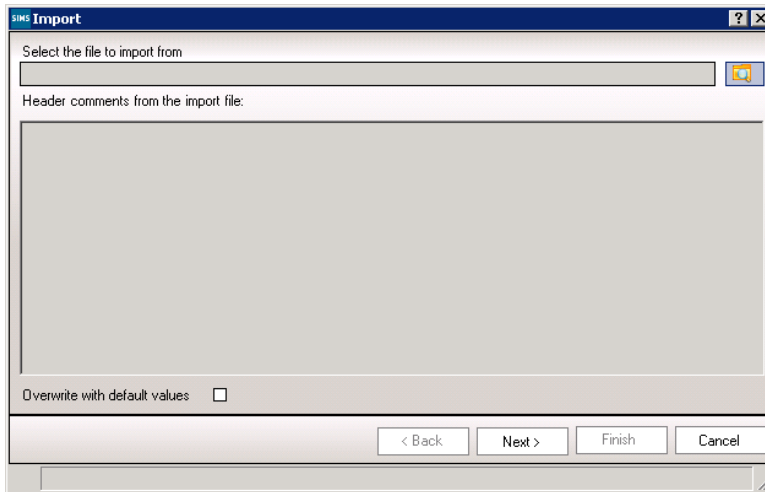 SIMS Import ? X
Select the file to import from
Header comments from the import file:
Overwrite with default values
< Back Next > Finish Cancel